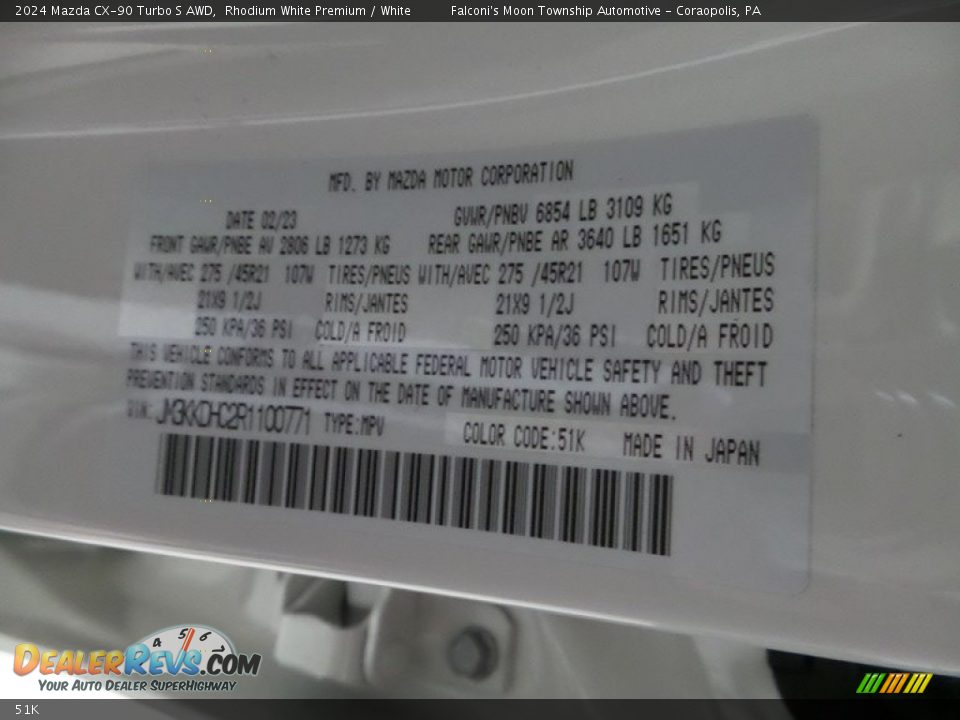 2024 Mazda CX-90 Turbo S AWD, Rhodium White Premium / White Falconi's Moon Township Automotive - Coraopolis, PA
MFD. BY MAZDA MOTOR CORPORATION
DATE 02/23 GVWR/PNBV 6854 LB 3109 KG
FRONT GAWR/PNBE AV 2806 LB 1273 KG REAR GAWR/PNBE AR 3640 LB 1651 KG
WITH/AVEC 275 /45R21 107W TIRES/PNEUS WITH/AVEC 275 /45R21 107W TIRES/PNEUS
21X9 1/2J RIMS/JANTES 21X9 1/2J RIMS/JANTES
250 KPA/36 PSI COLD/A FROID 250 KPA/36 PSI COLD/A FROID
THIS VEHICLE CONFORMS TO ALL APPLICABLE FEDERAL MOTOR VEHICLE SAFETY AND THEFT
PREVENTION STANDARDS IN EFFECT ON THE DATE OF MANUFACTURE SHOWN ABOVE.
VIN: JM3KKCHC2R1100771 TYPE:MPV COLOR CODE:51K MADE IN JAPAN
4 5 6
DealerRevs.com
Your Auto Dealer SuperHighway
51K